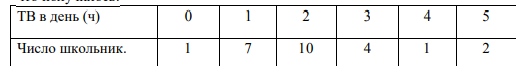 ТВ в день (ч) 0 1 2 3 4 5
Число школьник. 1 7 10 4 1 2